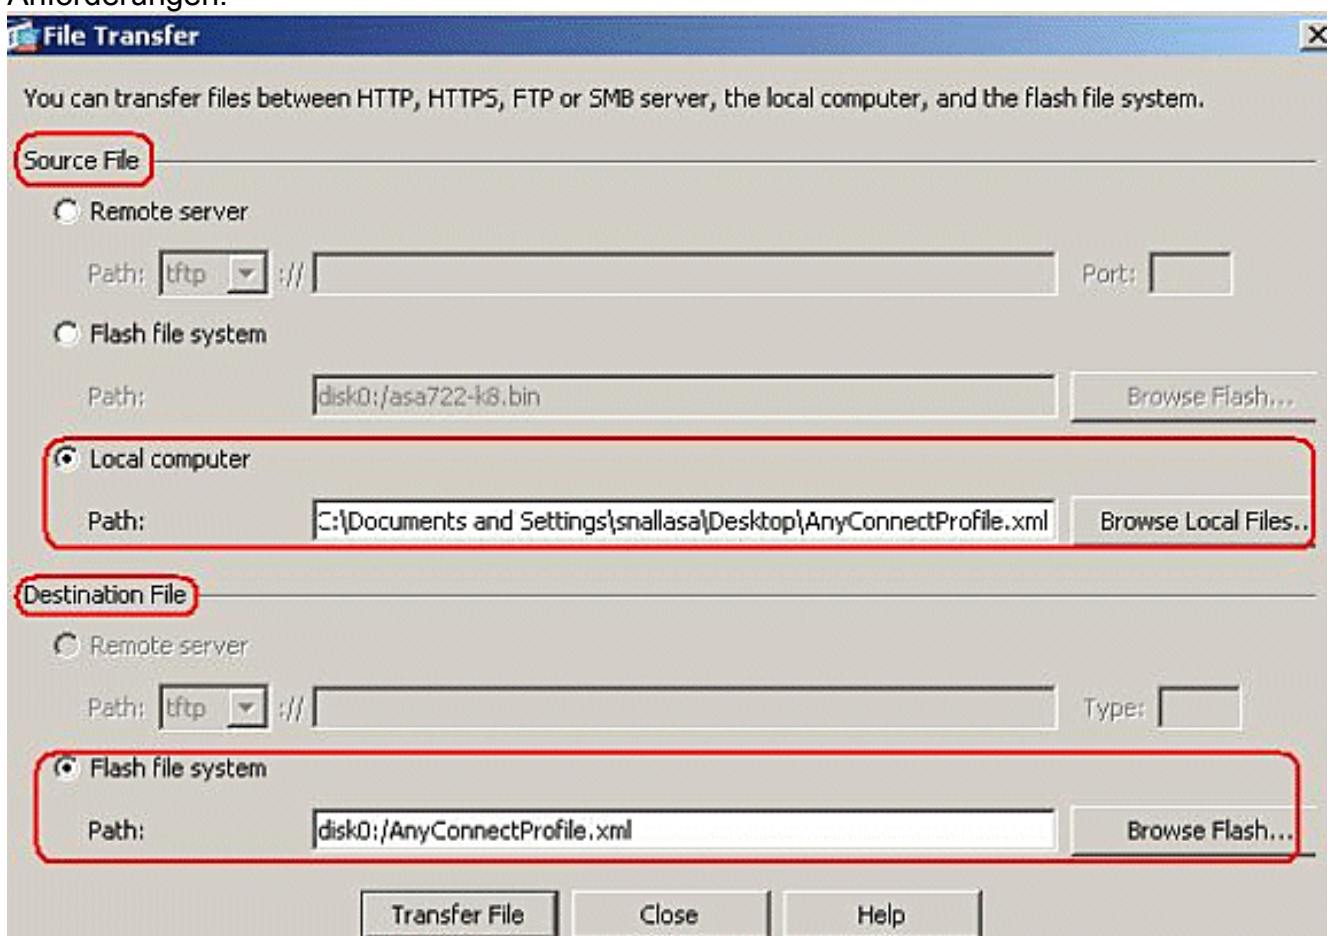 Anforderungen.
File Transfer
You can transfer files between HTTP, HTTPS, FTP or SMB server, the local computer, and the flash file system.
Source File
Remote server
Path: tftp :// Port:
Flash file system
Path: disk0:/asa722-k8.bin Browse Flash...
Local computer
Path: C:\Documents and Settings\snallasa\Desktop\AnyConnectProfile.xml Browse Local Files..
Destination File
Remote server
Path: tftp :// Type:
Flash file system
Path: disk0:/AnyConnectProfile.xml Browse Flash...
Transfer File Close Help